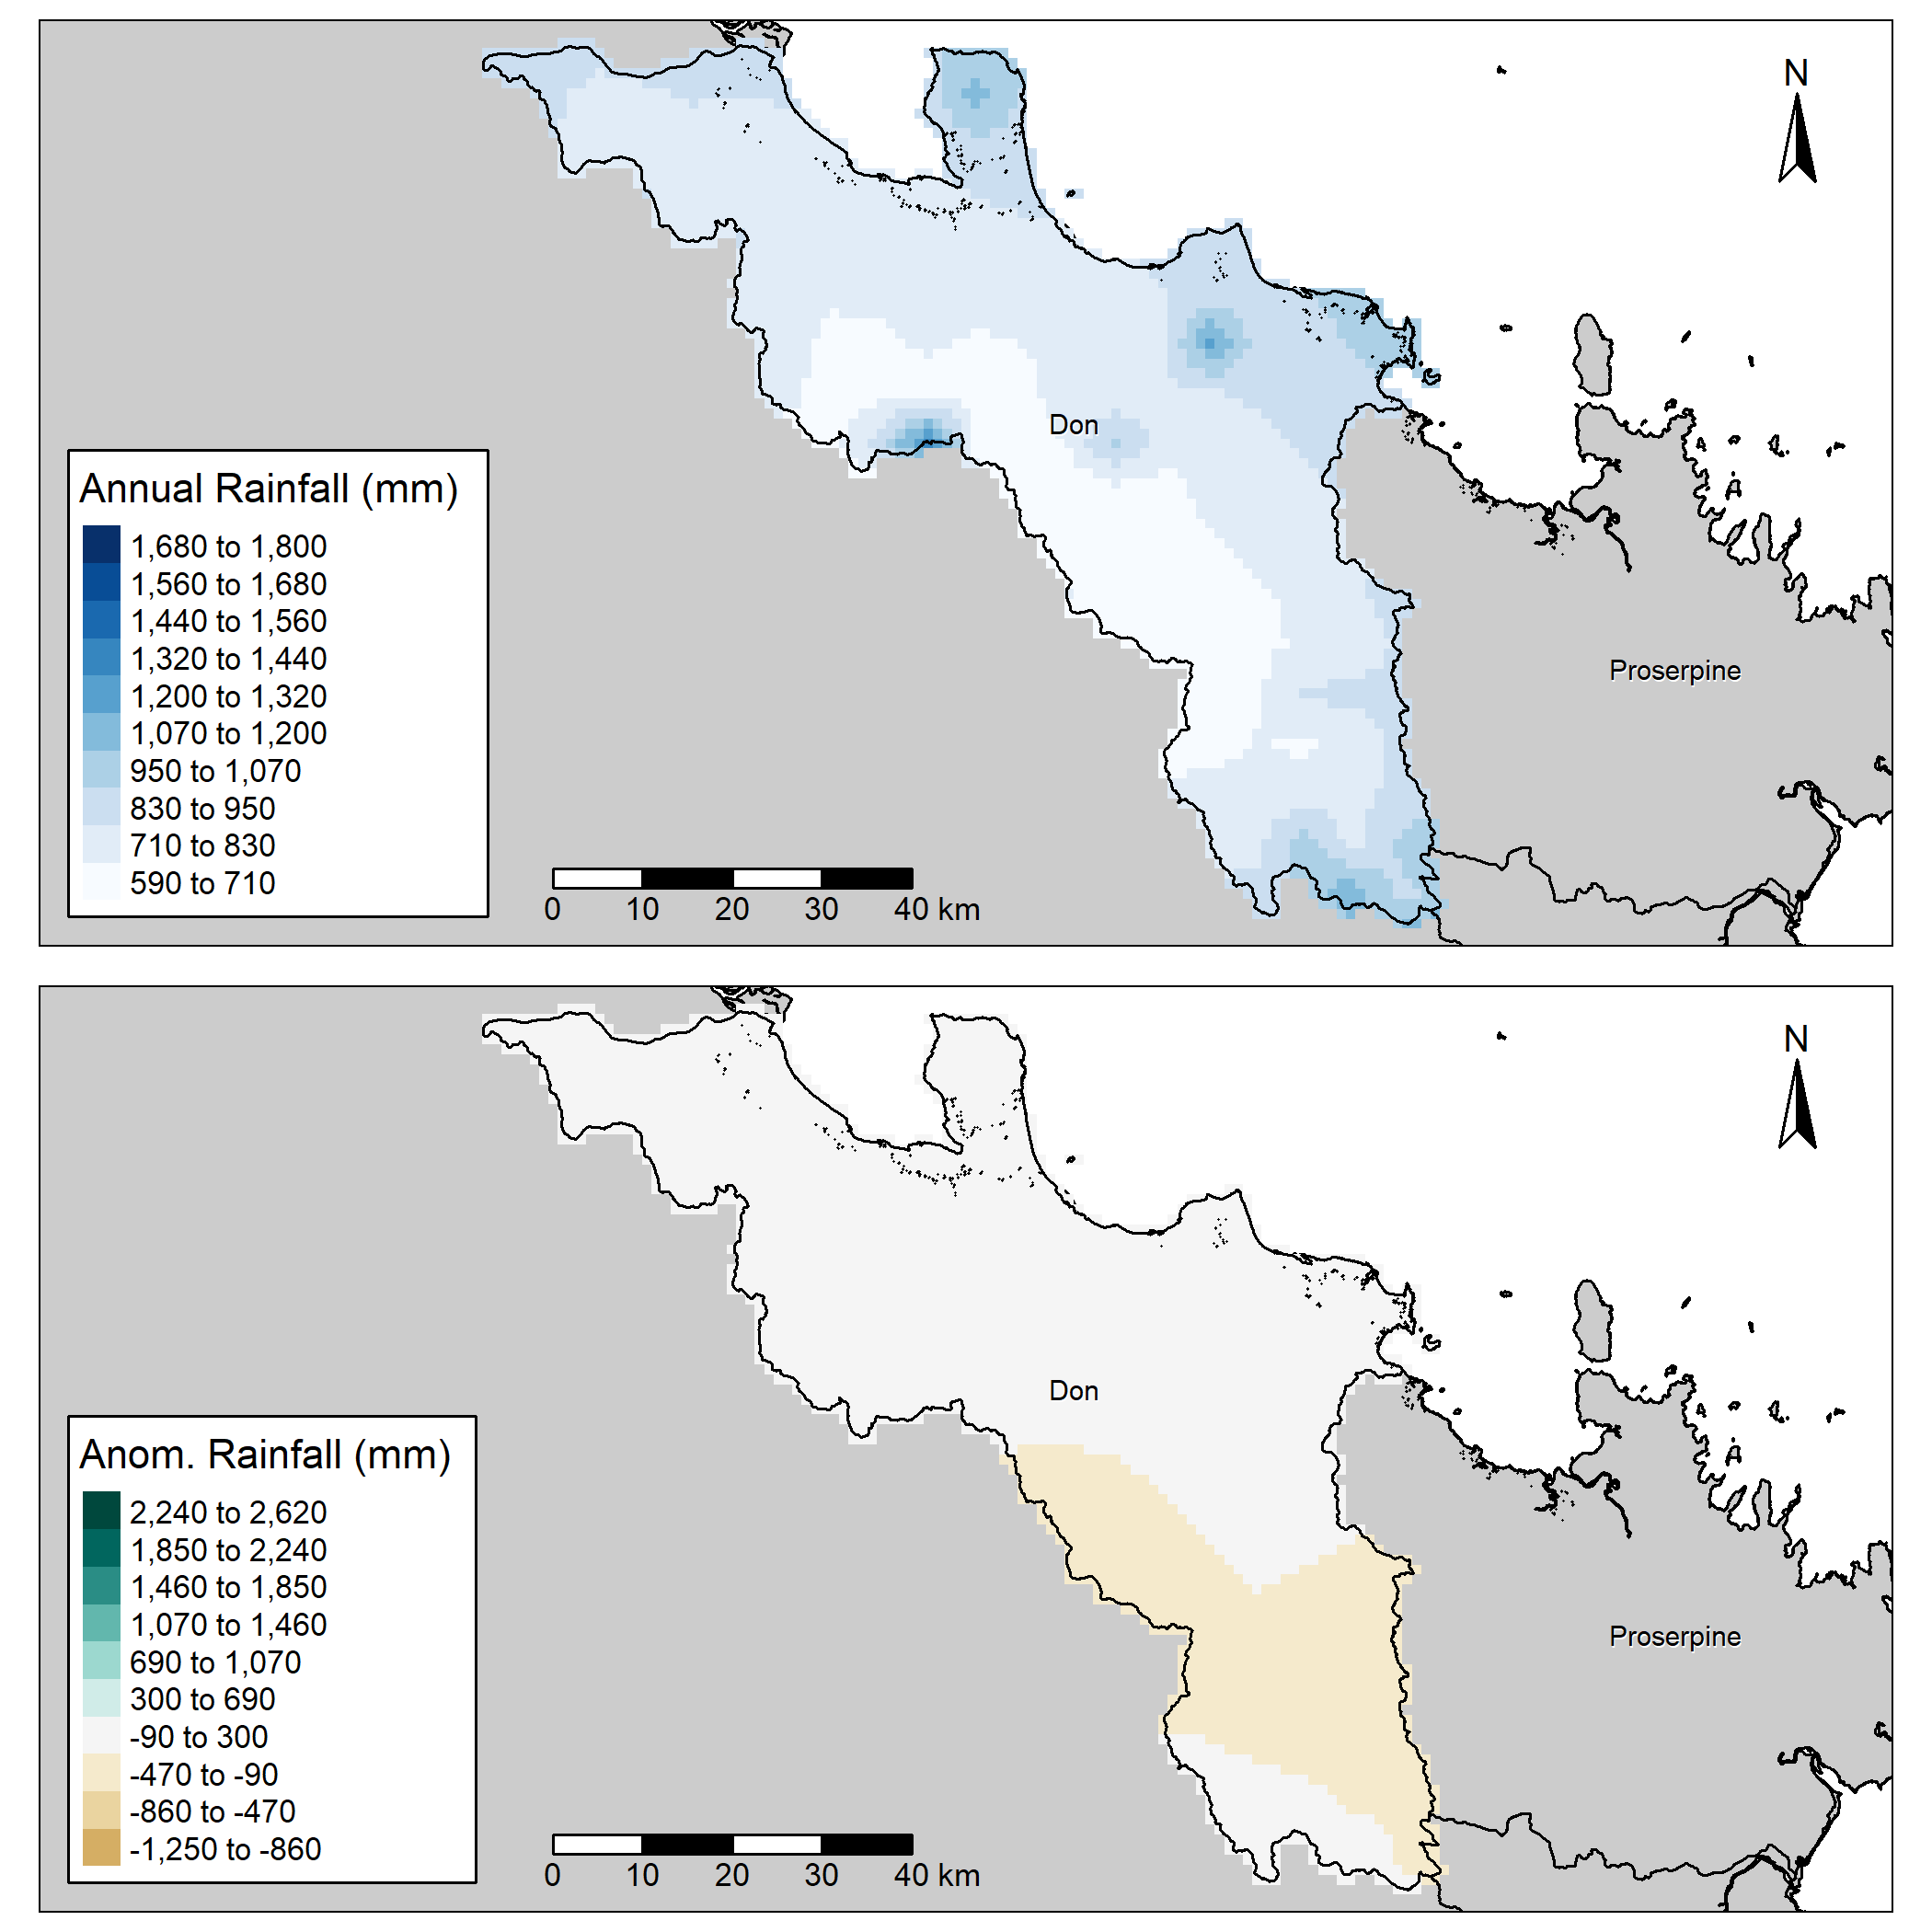 N
Don
Annual Rainfall (mm)
1,680 to 1,800
1,560 to 1,680
1,440 to 1,560
1,320 to 1,440
1,200 to 1,320
1,070 to 1,200
950 to 1,070
830 to 950
710 to 830
590 to 710
Proserpine
0 10 20 30 40 km
N
Don
Anom. Rainfall (mm)
2,240 to 2,620
1,850 to 2,240
1,460 to 1,850
1,070 to 1,460
690 to 1,070
300 to 690
-90 to 300
-470 to -90
-860 to -470
-1,250 to -860
Proserpine
0 10 20 30 40 km